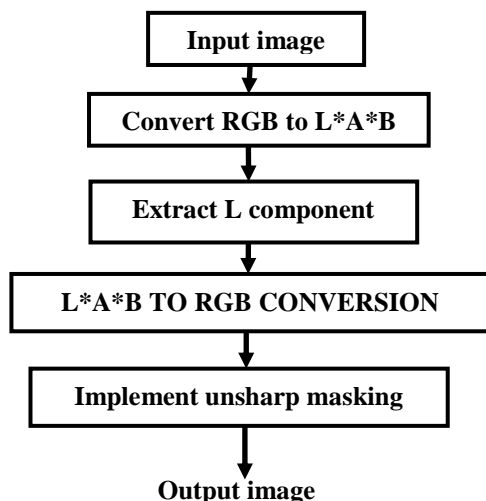 Input image
Convert RGB to L*A*B
Extract L component
L*A*B TO RGB CONVERSION
Implement unsharp masking
Output image